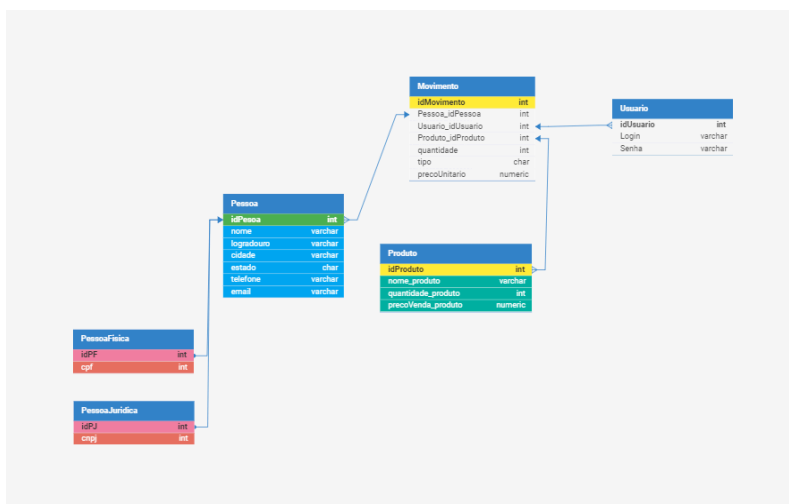 Movimento
idMovimento int
Pessoa_idPessoa int
Usuario_idUsuario int
Produto_idProduto int
quantidade int
tipo char
precoUnitario numeric
Usuario
idUsuario int
Login varchar
Senha varchar
Pessoa
idPesoa int
nome varchar
logradouro varchar
cidade varchar
estado char
telefone varchar
email varchar
Produto
idProduto int
nome_produto varchar
quantidade_produto int
precoVenda_produto numeric
PessoaFisica
idPF int
cpf int
PessoaJuridica
idPJ int
cnpj int